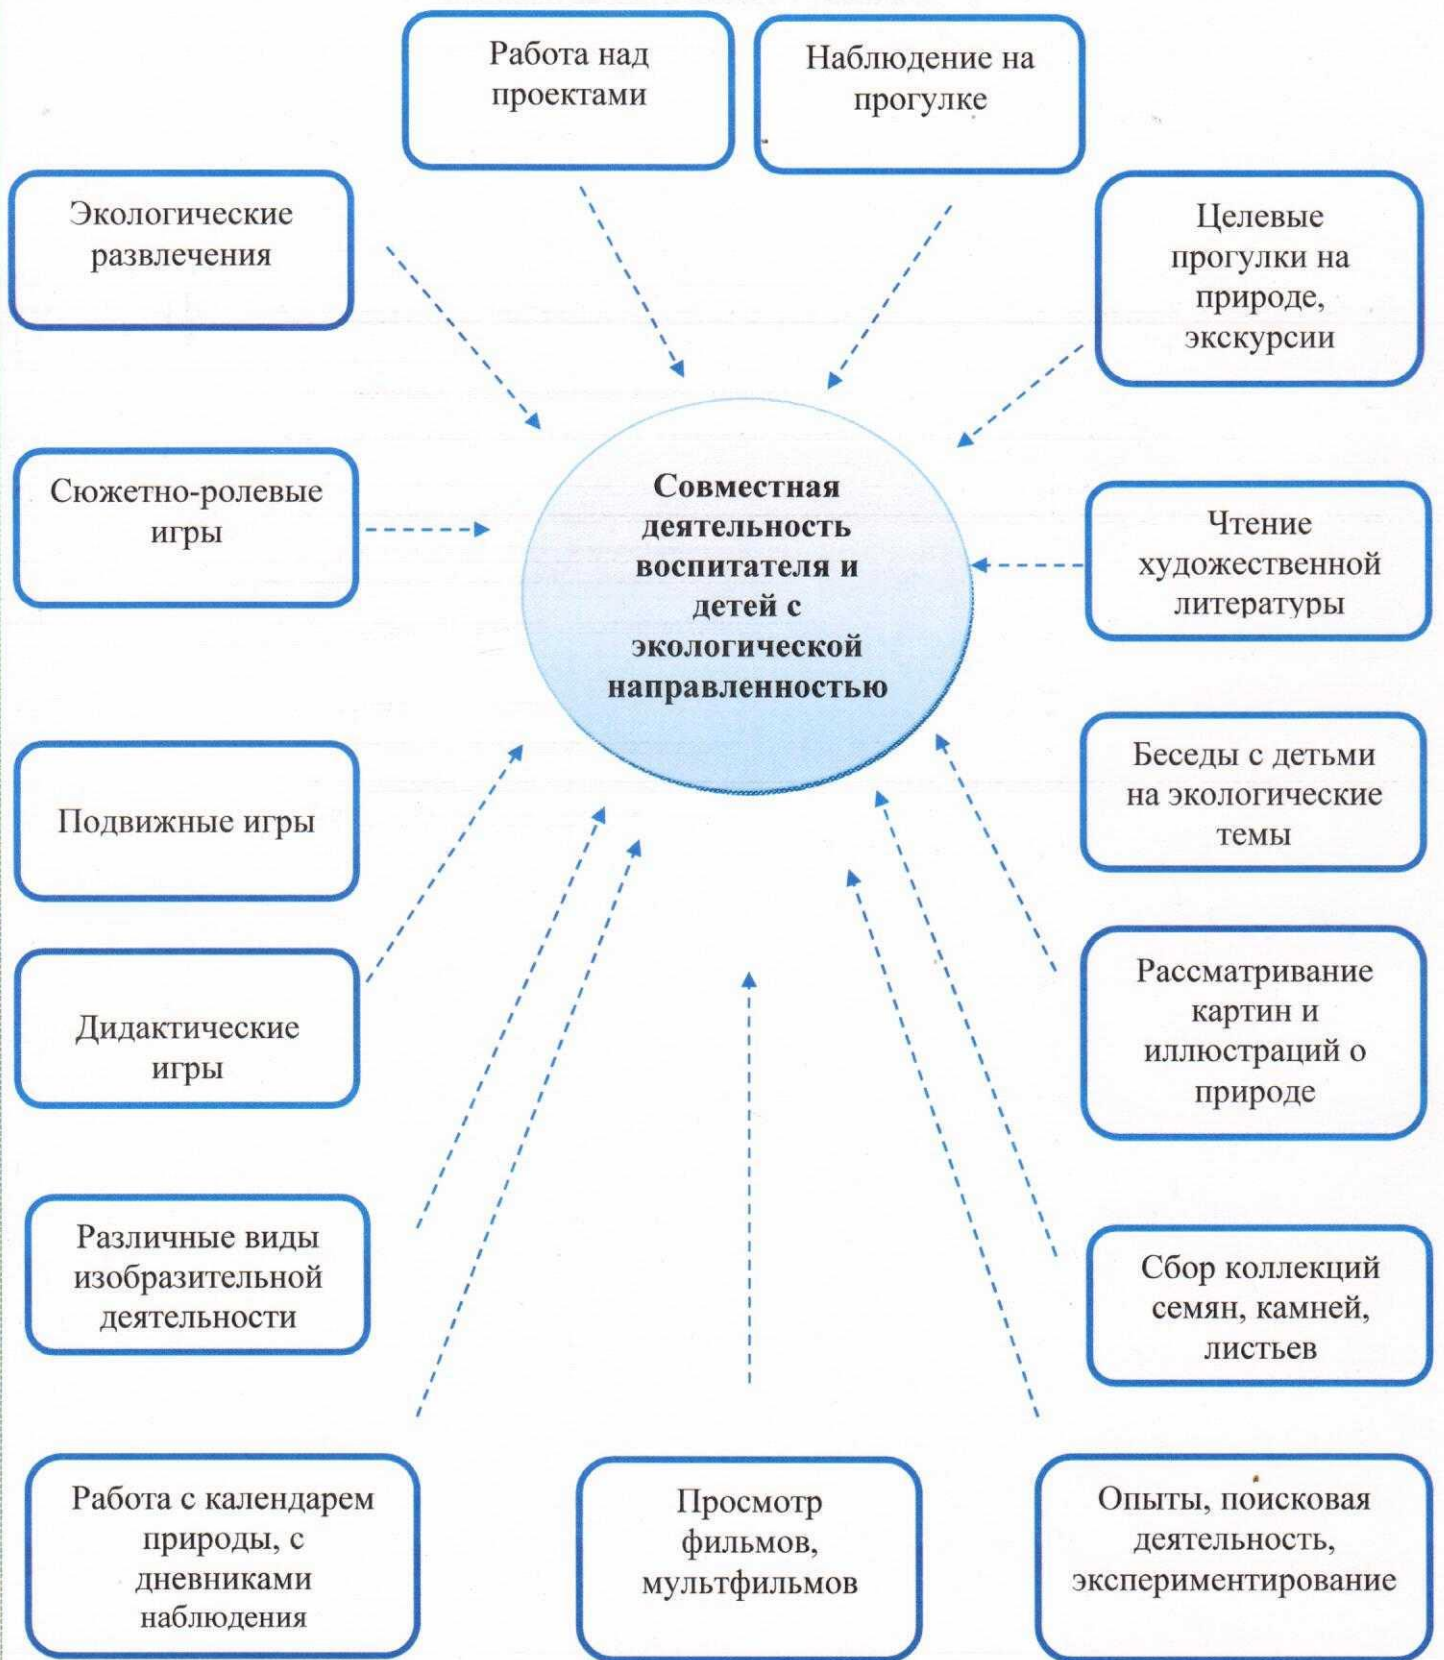 Работа над
проектами
Наблюдение на
прогулке
Экологические
развлечения
Целевые
прогулки на
природе,
экскурсии
Сюжетно-ролевые
игры
Совместная
деятельность
воспитателя и
детей с
экологической
направленностью
Чтение
художественной
литературы
Подвижные игры
Беседы с детьми
на экологические
темы
Дидактические
игры
Рассматривание
картин и
иллюстраций о
природе
Различные виды
изобразительной
деятельности
Сбор коллекций
семян, камней,
листьев
Работа с календарем
природы, с
дневниками
наблюдения
Просмотр
фильмов,
мультфильмов
Опыты, поисковая
деятельность,
экспериментирование